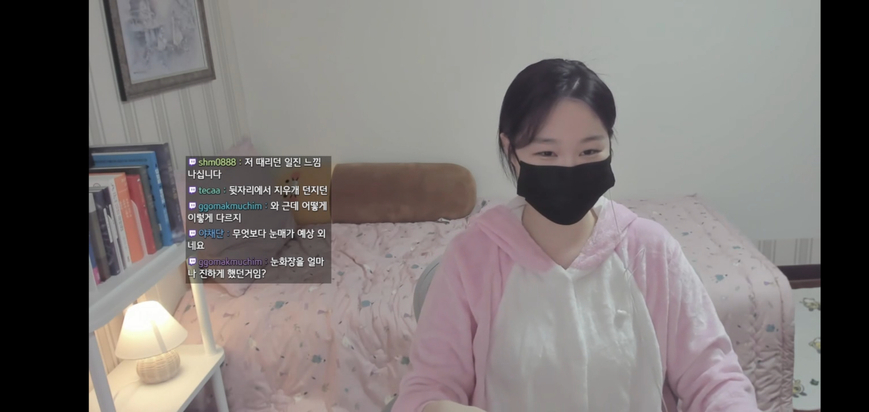 shm0888 : 저 때리던 일진 느낌
나십니다
tecaa : 뒷자리에서 지우개 던지던
ggomakmuchim : 와 근데 어떻게
이렇게 다르지
야재단 : 무엇보다 눈매가 예상 외
네요
ggomakmuchim : 눈화장을 얼마
나 진하게 했던거임?